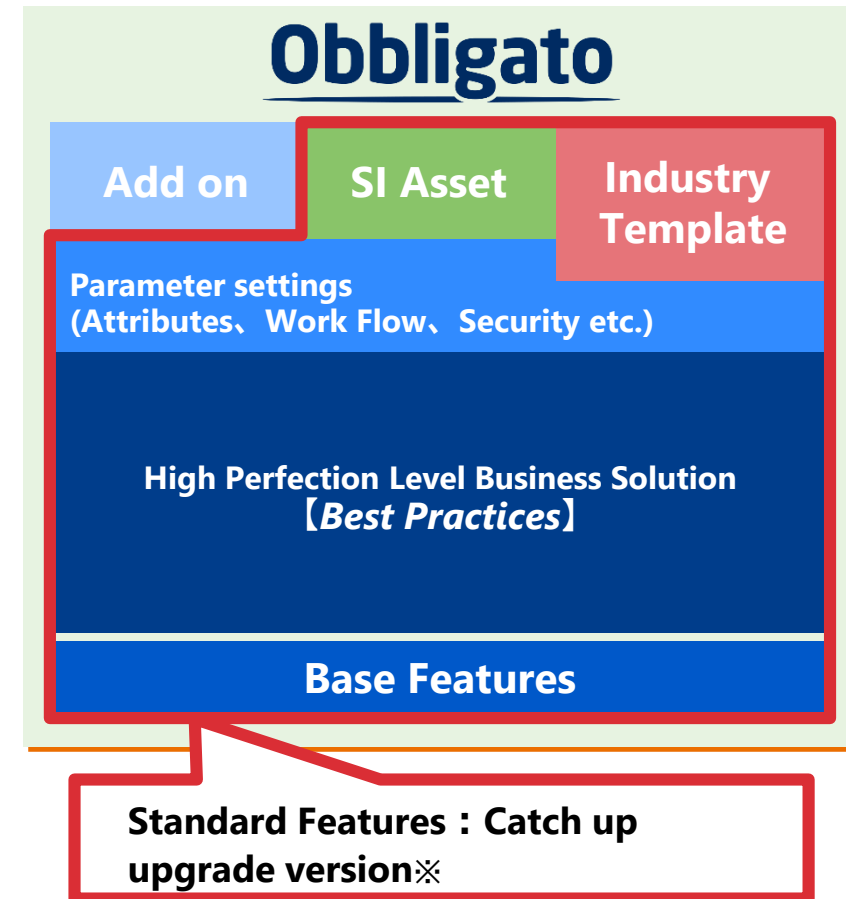 Obbligato
Add on
SI Asset
Industry
Template
Parameter settings
(Attributes、Work Flow、Security etc.)
High Perfection Level Business Solution
【Best Practices】
Base Features
Standard Features：Catch up
upgrade version※